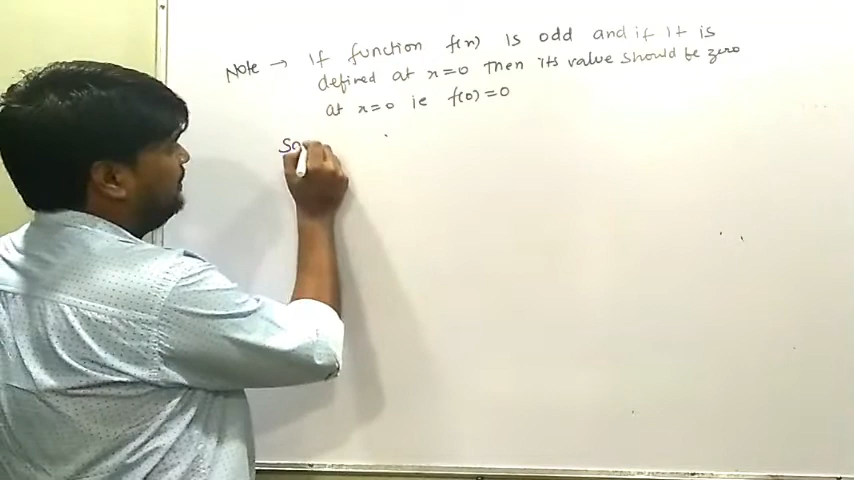 Note → If function f(x) is odd and if it is
defined at x=0 Then its value should be zero
at x=0 ie f(0)=0
So